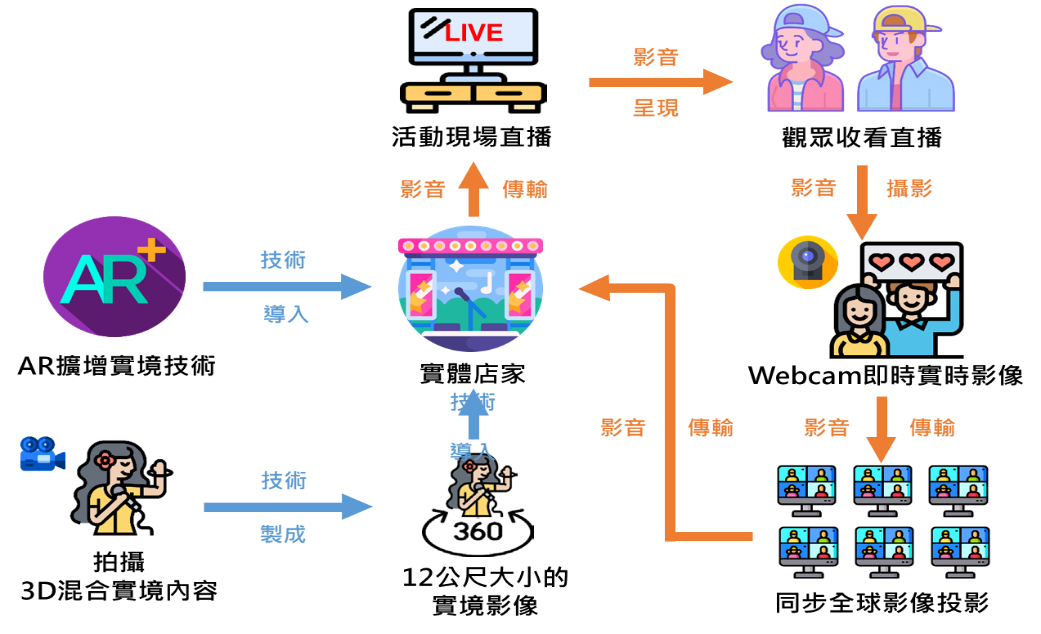 LIVE
活動現場直播
影音
呈現
觀眾收看直播
影音 傳輸
影音 攝影
AR+
AR擴增實境技術
技術
導入
實體店家
Webcam即時實時影像
技術
導入
影音 傳輸
影音 傳輸
拍攝
3D混合實境內容
技術
製成
360
12公尺大小的
實境影像
同步全球影像投影